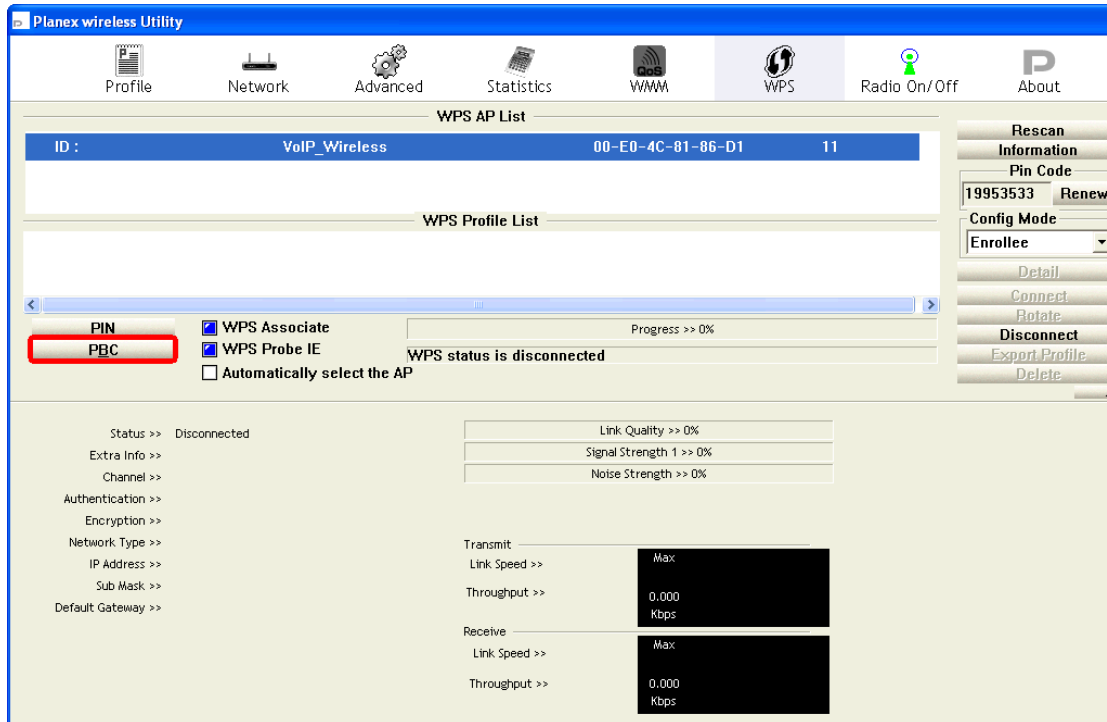 Planex wireless Utility
Profile Network Advanced Statistics QoS WMM WPS Radio On/Off About
WPS AP List
ID : VoIP_Wireless 00-E0-4C-81-86-D1 11
Rescan
Information
Pin Code
19953533 Renew
WPS Profile List
Config Mode
Enrollee
Detail
Connect
Rotate
Disconnect
Export Profile
Delete
PIN WPS Associate Progress >> 0%
PBC WPS Probe IE WPS status is disconnected
Automatically select the AP
Status >> Disconnected
Extra Info >>
Channel >>
Authentication >>
Encryption >>
Network Type >>
IP Address >>
Sub Mask >>
Default Gateway >>
Link Quality >> 0%
Signal Strength 1 >> 0%
Noise Strength >> 0%
Transmit
Link Speed >> Max
Throughput >> 0.000
Kbps
Receive
Link Speed >> Max
Throughput >> 0.000
Kbps